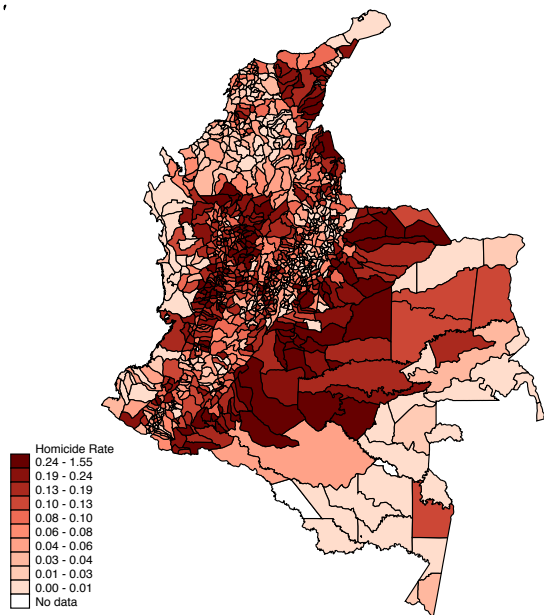 Homicide Rate
0.24 - 1.55
0.19 - 0.24
0.13 - 0.19
0.10 - 0.13
0.08 - 0.10
0.06 - 0.08
0.04 - 0.06
0.03 - 0.04
0.01 - 0.03
0.00 - 0.01
No data